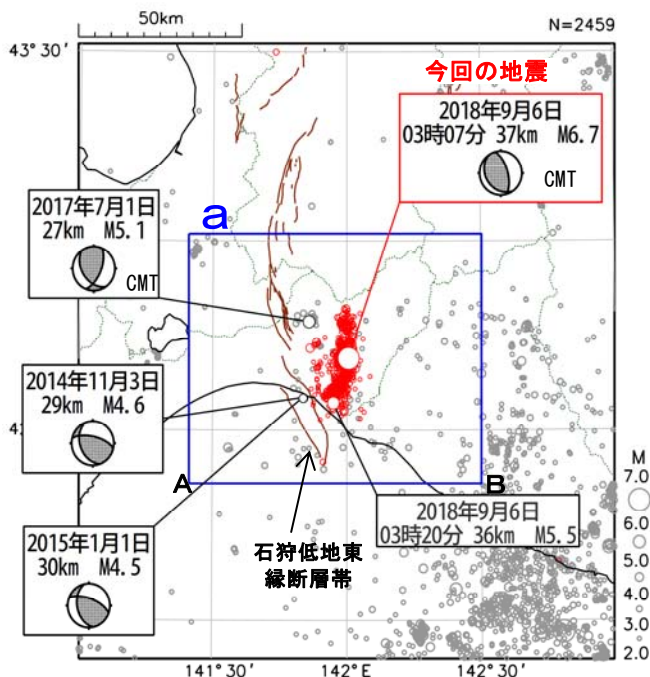 50km
N=2459
43°30′
今回の地震
2018年9月6日
03時07分 37km M6.7
CMT
2017年7月1日
27km M5.1
CMT
a
2014年11月3日
29km M4.6
43
A
B
M
7.0
6.0
5.0
4.0
3.0
2.0
2018年9月6日
03時20分 36km M5.5
石狩低地東
縁断層帯
2015年1月1日
30km M4.5
141°30′
142°E
142°30′